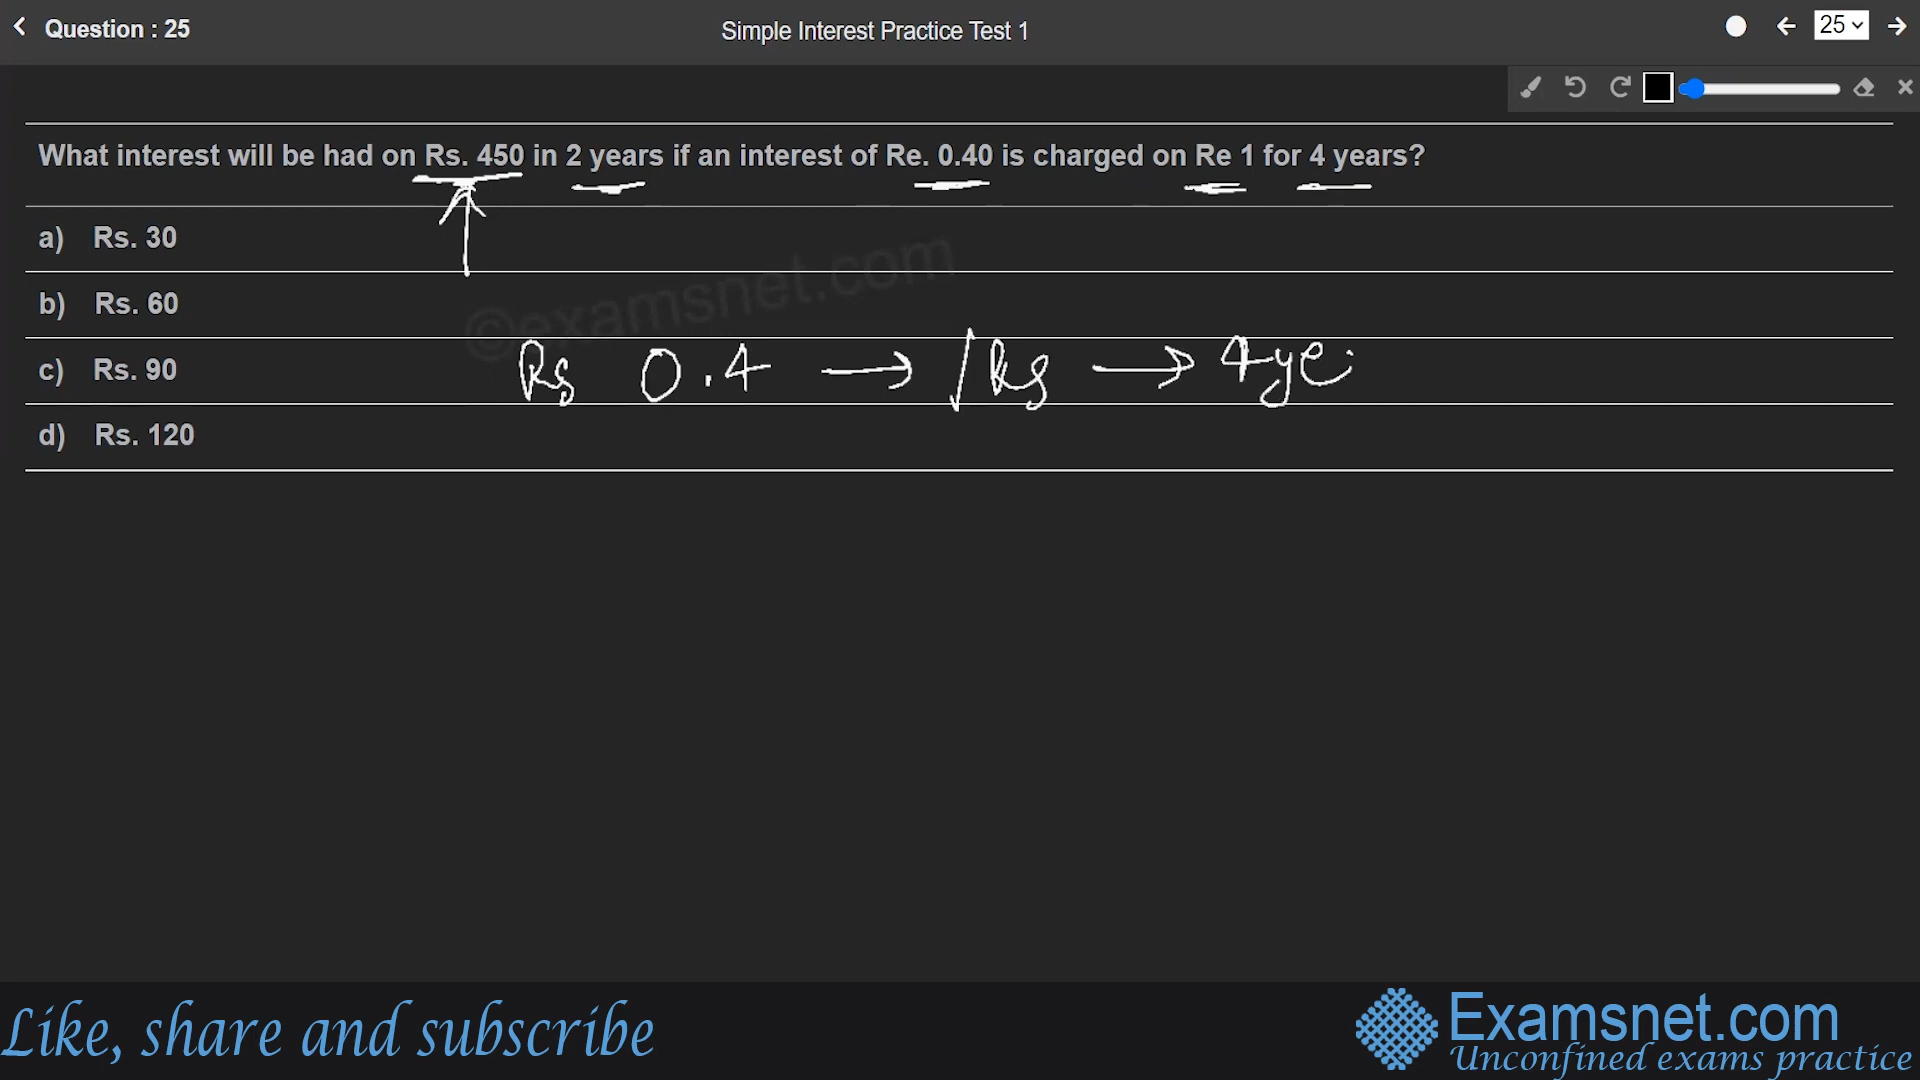 Question : 25
Simple Interest Practice Test 1
25
What interest will be had on Rs. 450 in 2 years if an interest of Re. 0.40 is charged on Re 1 for 4 years?
a) Rs. 30
b) Rs. 60
c) Rs. 90
d) Rs. 120
©examsnet.com
Rs 0.4 → 1 Rs → 4ye
Like, share and subscribe
Examsnet.com
Unconfined exams practice